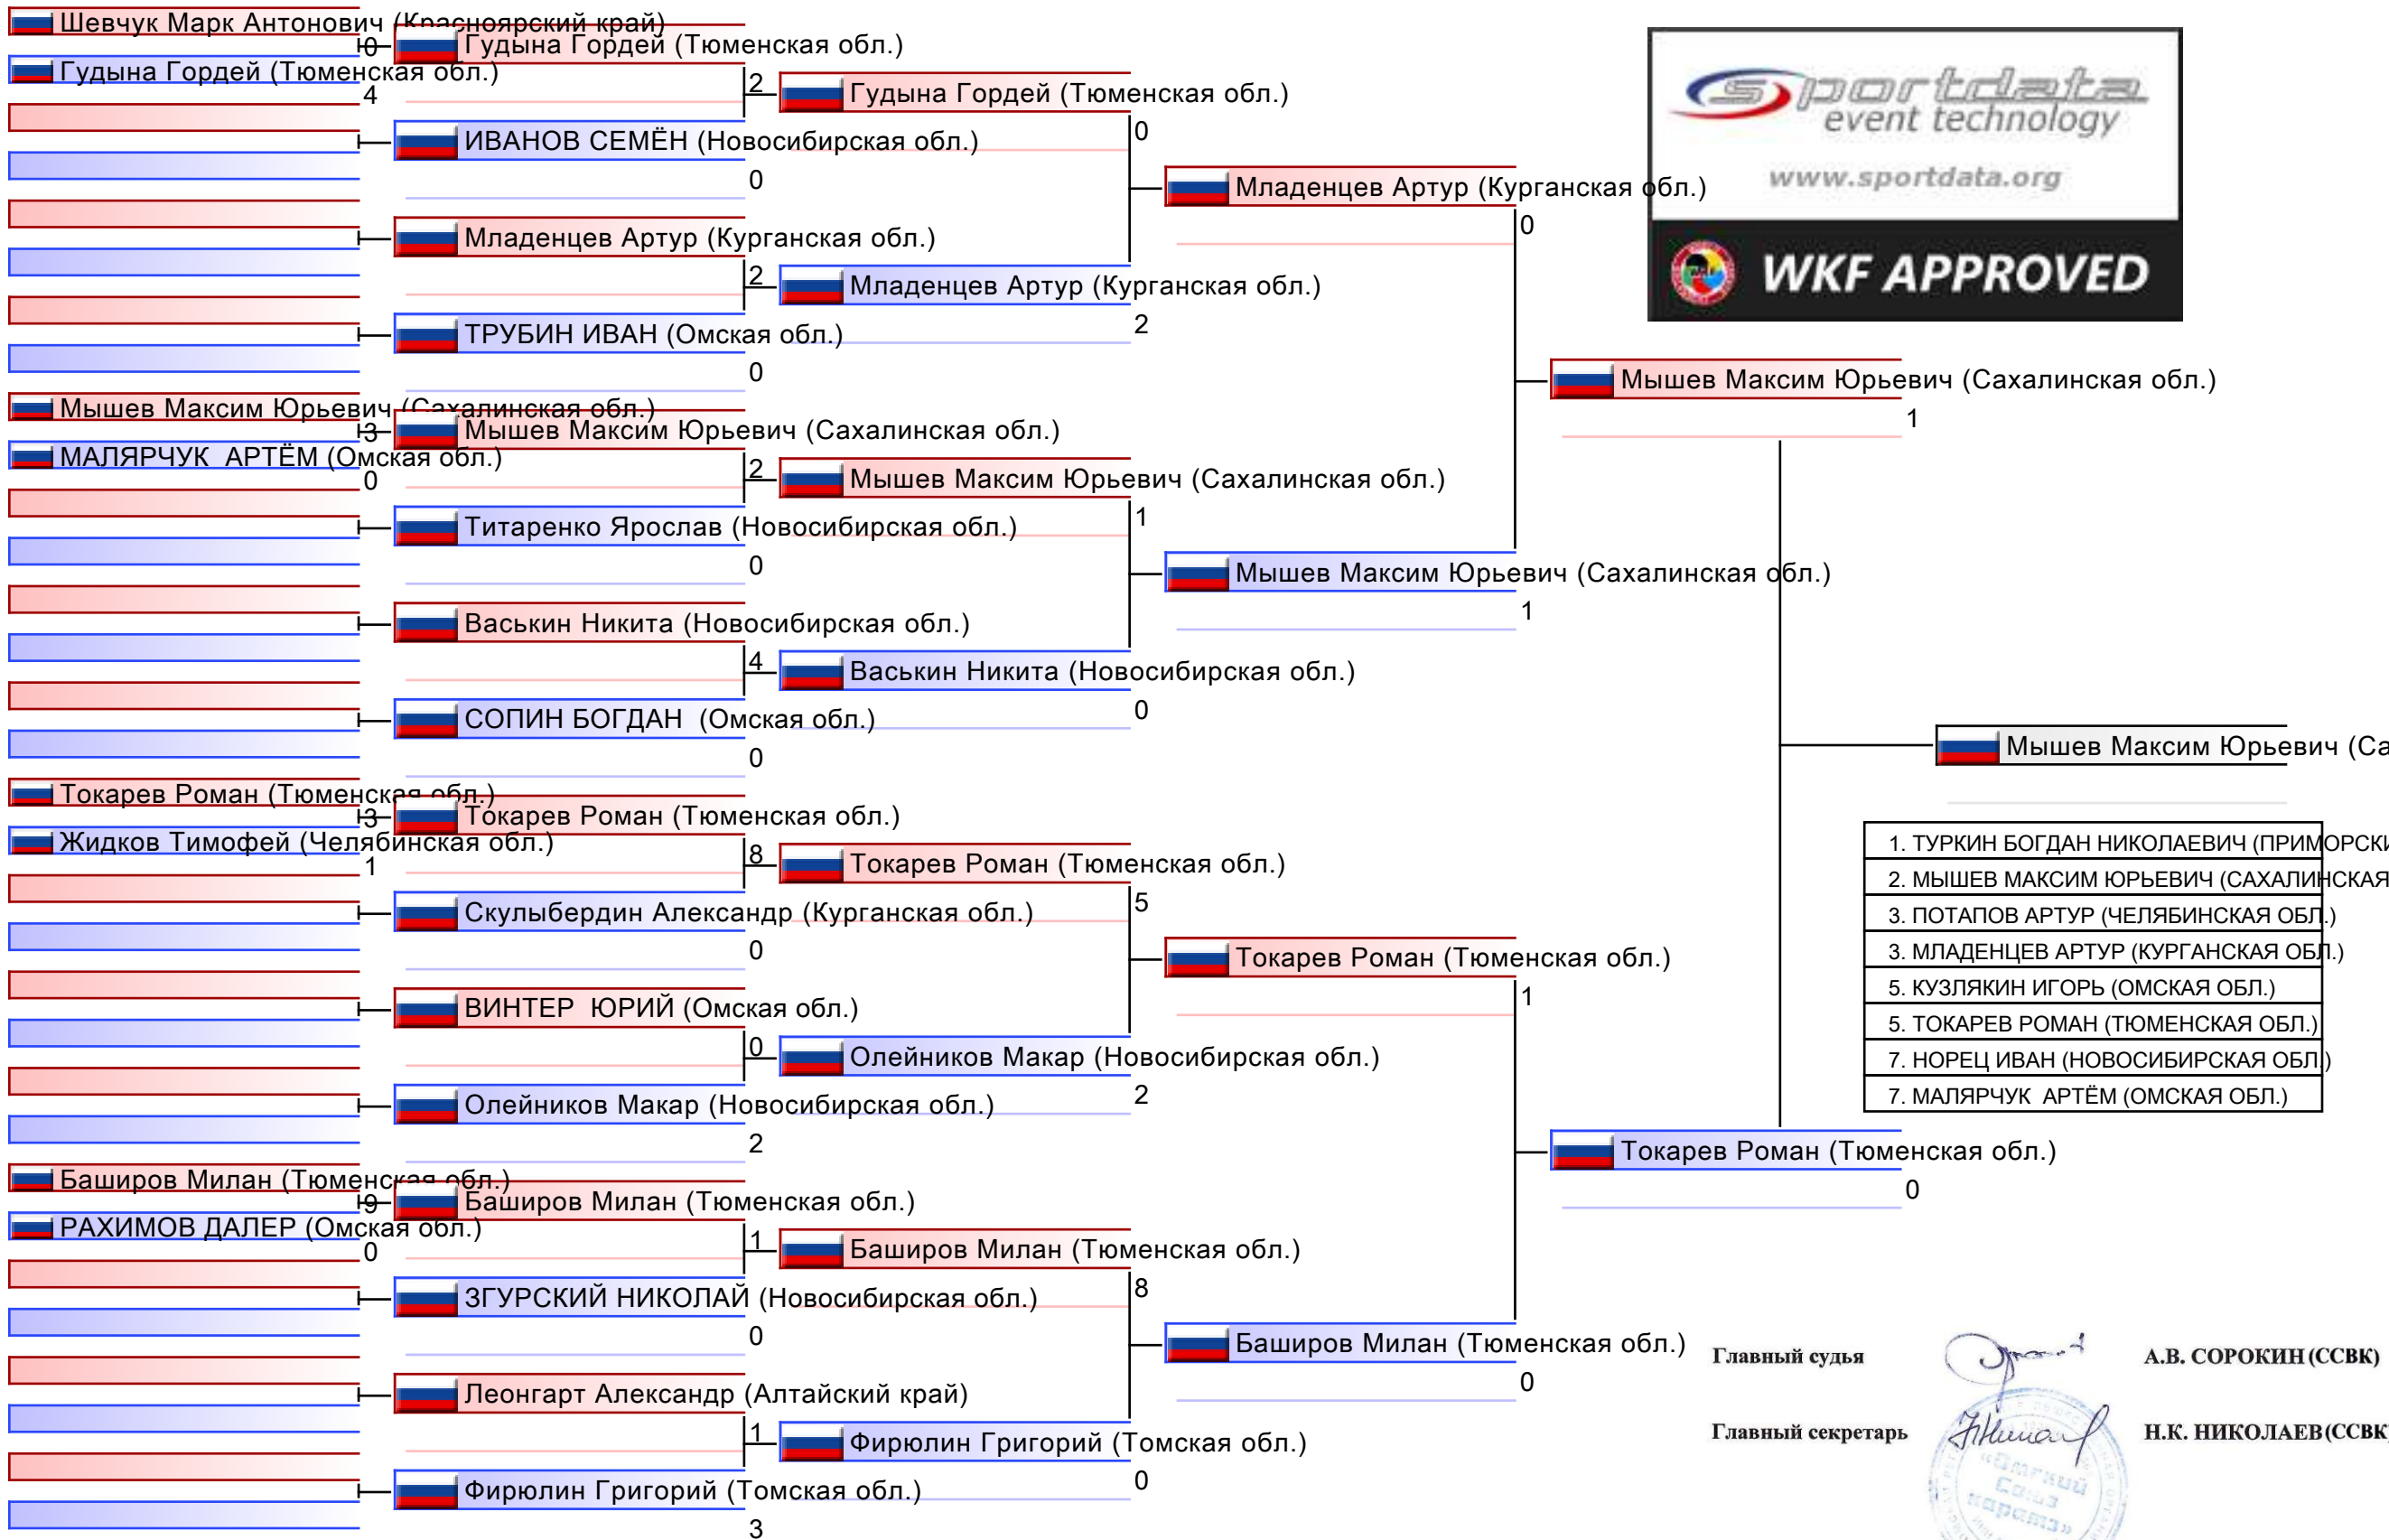 Шевчук Марк Антонович (Красноярский край)
0
Гудына Гордей (Тюменская обл.)
4
Мышев Максим Юрьевич (Сахалинская обл.)
3
МАЛЯРЧУК  АРТЁМ (Омская обл.)
0
Токарев Роман (Тюменская обл.)
3
Жидков Тимофей (Челябинская обл.)
1
Баширов Милан (Тюменская обл.)
9
РАХИМОВ ДАЛЕР (Омская обл.)
0
Гудына Гордей (Тюменская обл.)
2
ИВАНОВ СЕМЁН (Новосибирская обл.)
0
Младенцев Артур (Курганская обл.)
2
ТРУБИН ИВАН (Омская обл.)
0
Мышев Максим Юрьевич (Сахалинская обл.)
2
Титаренко Ярослав (Новосибирская обл.)
0
Васькин Никита (Новосибирская обл.)
4
СОПИН БОГДАН  (Омская обл.)
0
Токарев Роман (Тюменская обл.)
8
Скулыбердин Александр (Курганская обл.)
0
ВИНТЕР  ЮРИЙ (Омская обл.)
0
Олейников Макар (Новосибирская обл.)
2
Баширов Милан (Тюменская обл.)
1
ЗГУРСКИЙ НИКОЛАЙ (Новосибирская обл.)
0
Леонгарт Александр (Алтайский край)
1
Фирюлин Григорий (Томская обл.)
3
Гудына Гордей (Тюменская обл.)
0
Младенцев Артур (Курганская обл.)
2
Мышев Максим Юрьевич (Сахалинская обл.)
1
Васькин Никита (Новосибирская обл.)
0
Токарев Роман (Тюменская обл.)
5
Олейников Макар (Новосибирская обл.)
2
Баширов Милан (Тюменская обл.)
8
Фирюлин Григорий (Томская обл.)
0
Младенцев Артур (Курганская обл.)
0
Мышев Максим Юрьевич (Сахалинская обл.)
1
Токарев Роман (Тюменская обл.)
1
Баширов Милан (Тюменская обл.)
0
Мышев Максим Юрьевич (Сахалинская обл.)
1
Токарев Роман (Тюменская обл.)
0
Мышев Максим Юрьевич (Са
sportdata
event technology
www.sportdata.org
WKF APPROVED
1. ТУРКИН БОГДАН НИКОЛАЕВИЧ (ПРИМОРСКИ
2. МЫШЕВ МАКСИМ ЮРЬЕВИЧ (САХАЛИНСКАЯ
3. ПОТАПОВ АРТУР (ЧЕЛЯБИНСКАЯ ОБЛ.)
3. МЛАДЕНЦЕВ АРТУР (КУРГАНСКАЯ ОБЛ.)
5. КУЗЛЯКИН ИГОРЬ (ОМСКАЯ ОБЛ.)
5. ТОКАРЕВ РОМАН (ТЮМЕНСКАЯ ОБЛ.)
7. НОРЕЦ ИВАН (НОВОСИБИРСКАЯ ОБЛ.)
7. МАЛЯРЧУК  АРТЁМ (ОМСКАЯ ОБЛ.)
Главный судья
А.В. СОРОКИН (ССВК)
Главный секретарь
Н.К. НИКОЛАЕВ (ССВК)
«Омский
Союз
каратэ»